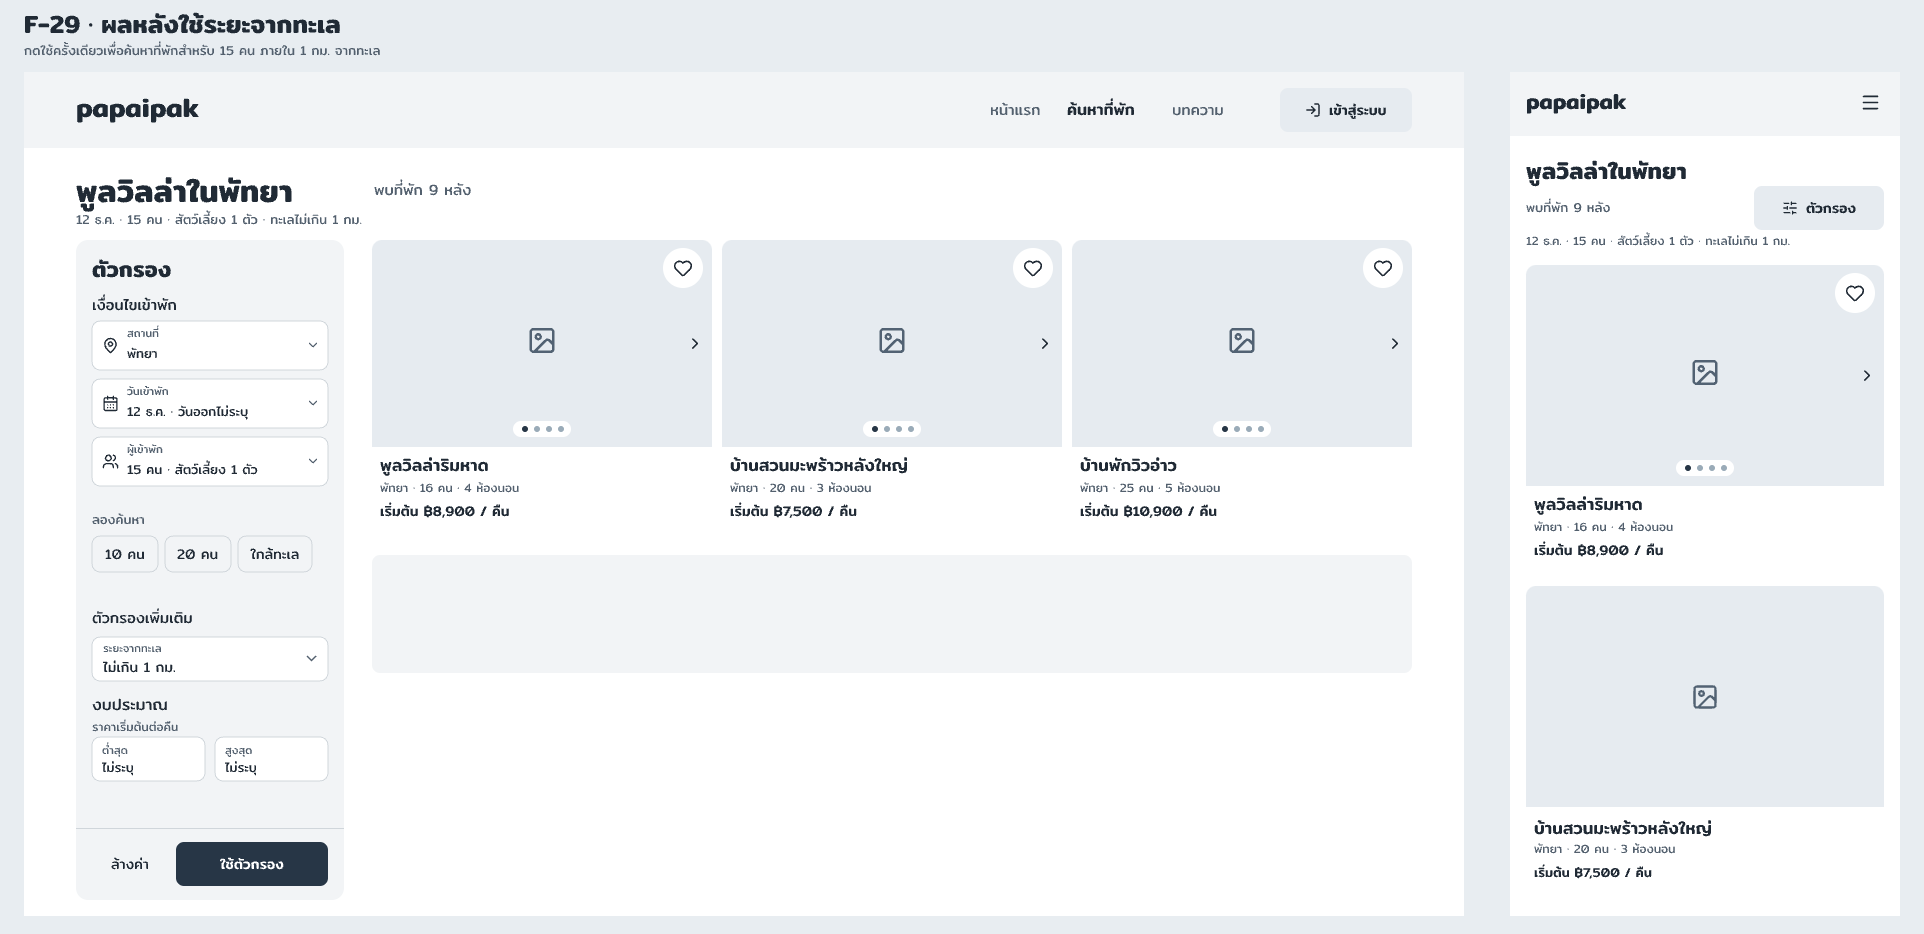 F-29 · ผลหลังใช้ระยะจากทะเล
กดใช้ครั้งเดียวเพื่อค้นหาที่พักสำหรับ 15 คน ภายใน 1 กม. จากทะเล
papaipak
หน้าแรก
ค้นหาที่พัก
บทความ
เข้าสู่ระบบ
พูลวิลล่าในพัทยา
พบที่พัก 9 หลัง
12 ธ.ค. · 15 คน · สัตว์เลี้ยง 1 ตัว · ทะเลไม่เกิน 1 กม.
ตัวกรอง
เงื่อนไขเข้าพัก
สถานที่
พัทยา
วันเข้าพัก
12 ธ.ค. · วันออกไม่ระบุ
ผู้เข้าพัก
15 คน · สัตว์เลี้ยง 1 ตัว
ลองค้นหา
10 คน
20 คน
ใกล้ทะเล
ตัวกรองเพิ่มเติม
ระยะจากทะเล
ไม่เกิน 1 กม.
งบประมาณ
ราคาเริ่มต้นต่อคืน
ต่ำสุด
ไม่ระบุ
สูงสุด
ไม่ระบุ
ล้างค่า
ใช้ตัวกรอง
พูลวิลล่าริมหาด
พัทยา · 16 คน · 4 ห้องนอน
เริ่มต้น ฿8,900 / คืน
บ้านสวนมะพร้าวหลังใหญ่
พัทยา · 20 คน · 3 ห้องนอน
เริ่มต้น ฿7,500 / คืน
บ้านพักวิวอ่าว
พัทยา · 25 คน · 5 ห้องนอน
เริ่มต้น ฿10,900 / คืน
papaipak
พูลวิลล่าในพัทยา
พบที่พัก 9 หลัง
ตัวกรอง
12 ธ.ค. · 15 คน · สัตว์เลี้ยง 1 ตัว · ทะเลไม่เกิน 1 กม.
พูลวิลล่าริมหาด
พัทยา · 16 คน · 4 ห้องนอน
เริ่มต้น ฿8,900 / คืน
บ้านสวนมะพร้าวหลังใหญ่
พัทยา · 20 คน · 3 ห้องนอน
เริ่มต้น ฿7,500 / คืน